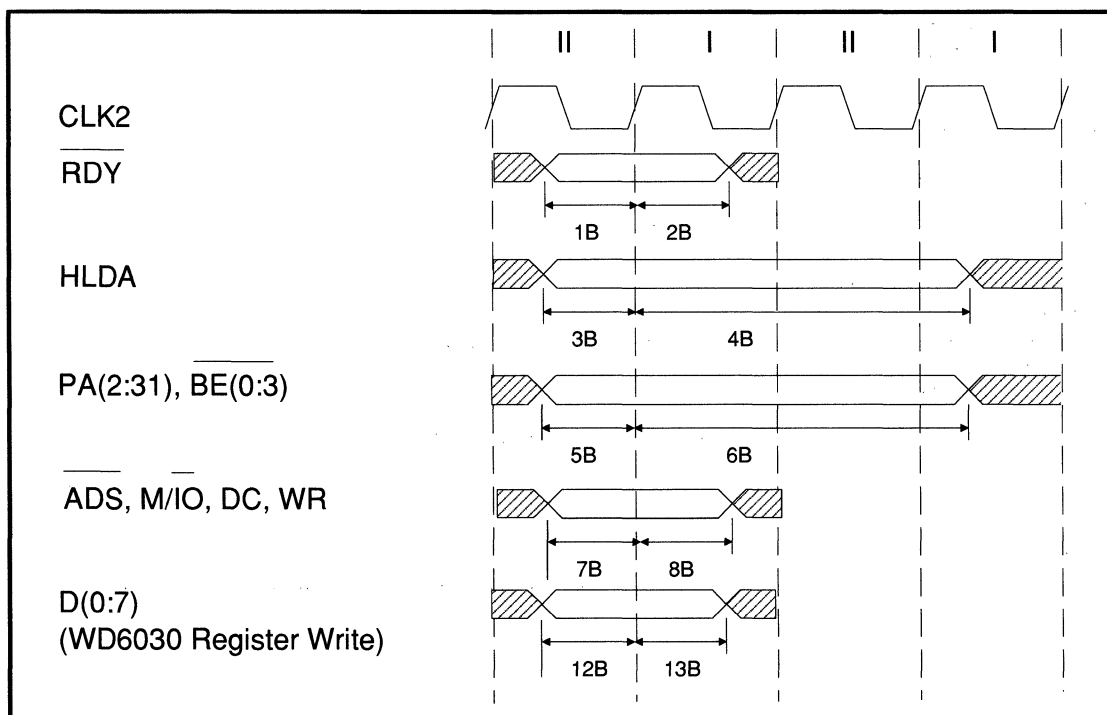 II I II I
CLK2
RDY
1B 2B
HLDA
3B 4B
PA(2:31), BE(0:3)
5B 6B
ADS, M/IO, DC, WR
7B 8B
D(0:7)
(WD6030 Register Write)
12B 13B